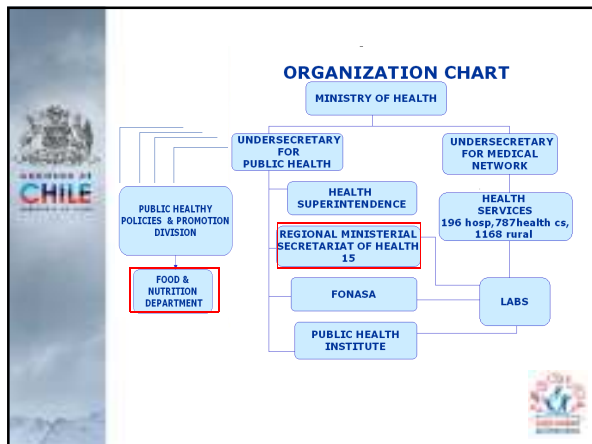 ORGANIZATION CHART
MINISTRY OF HEALTH
UNDERSECRETARY
FOR
PUBLIC HEALTH
UNDERSECRETARY
FOR MEDICAL
NETWORK
PUBLIC HEALTHY
POLICIES & PROMOTION
DIVISION
HEALTH
SUPERINTENDENCE
HEALTH
SERVICES
196 hosp,787health cs,
1168 rural
REGIONAL MINISTERIAL
SECRETARIAT OF HEALTH
15
FOOD &
NUTRITION
DEPARTMENT
FONASA
LABS
PUBLIC HEALTH
INSTITUTE
CHILE